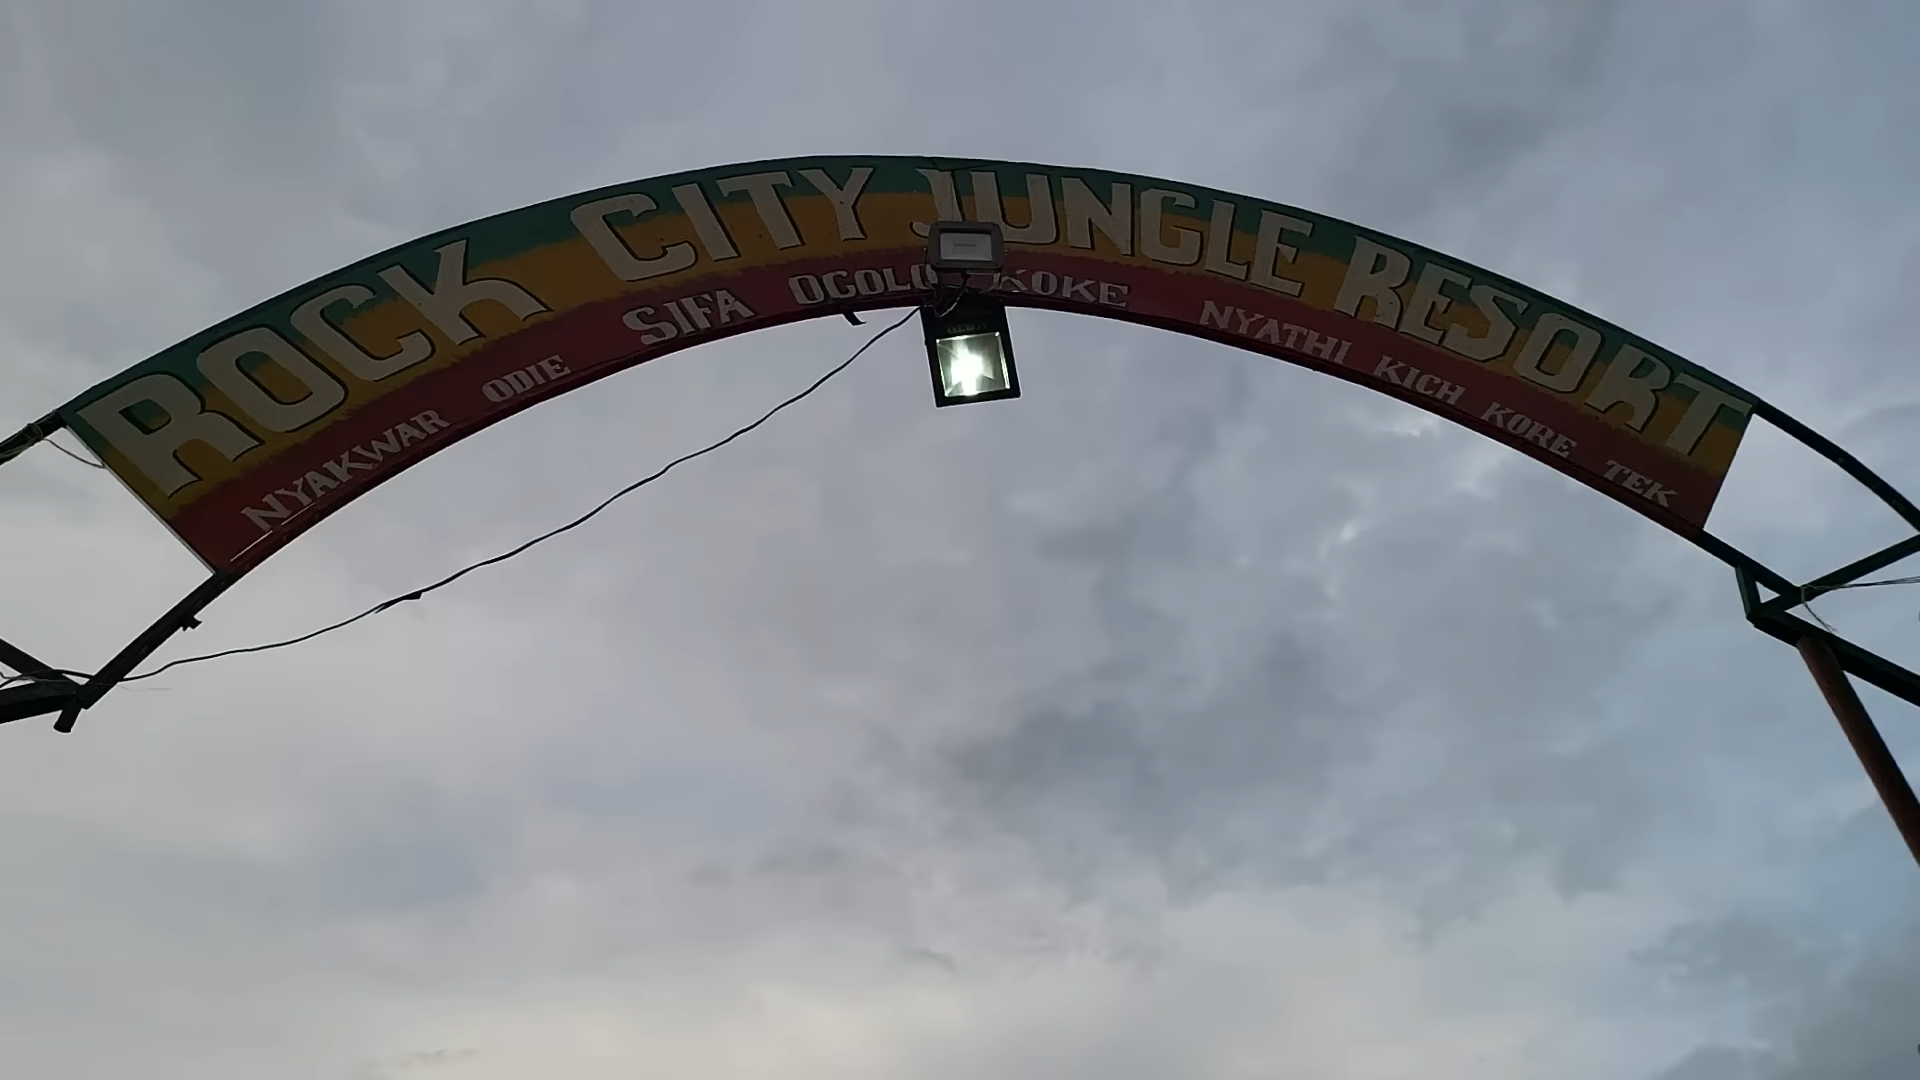 ROCK CITY JUNGLE RESORT
NYAKWAR ODIE SIFA OGOLO KOKE NYATHI KICH KORE TEK